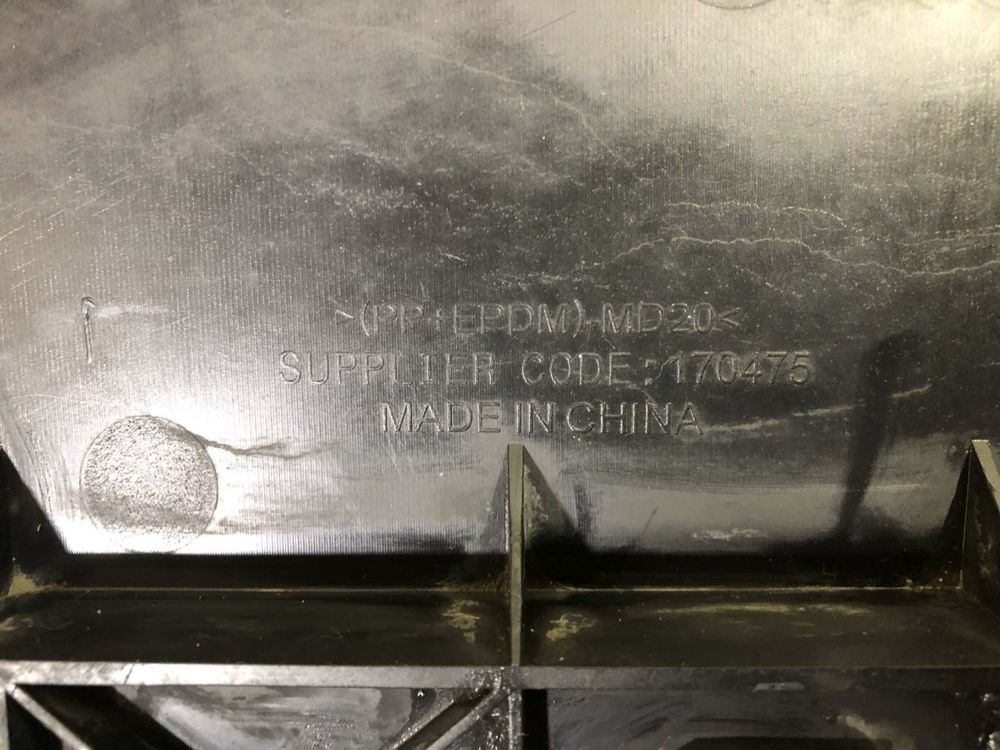 >(PP+EPDM)-MD20<
SUPPLIER CODE:170475
MADE IN CHINA